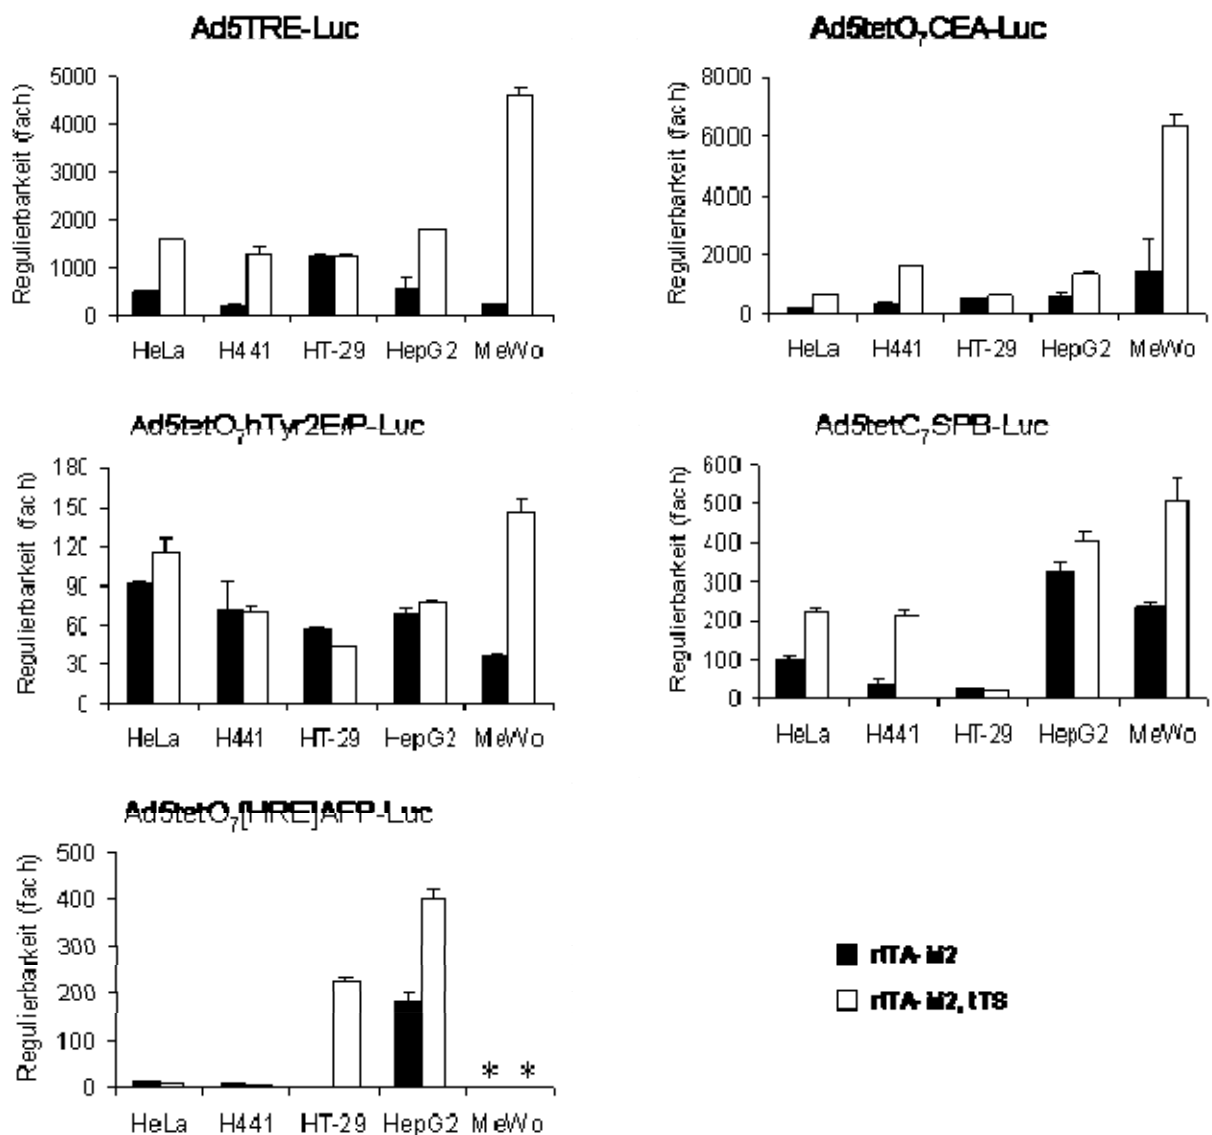 Ad5TRE-Luc
Regulierbarkeit (fach)
5000
4000
3000
2000
1000
0
HeLa H441 HT-29 HepG2 MeWo
Ad5tetO7CEA-Luc
Regulierbarkeit (fach)
8000
6000
4000
2000
0
HeLa H441 HT-29 HepG2 MeWo
Ad5tetO7hTyr2E/P-Luc
Regulierbarkeit (fach)
180
150
120
90
60
30
0
HeLa H441 HT-29 HepG2 MeWo
Ad5tetO7SPB-Luc
Regulierbarkeit (fach)
600
500
400
300
200
100
0
HeLa H441 HT-29 HepG2 MeWo
Ad5tetO7[HRE]AFP-Luc
Regulierbarkeit (fach)
500
400
300
200
100
0
* *
HeLa H441 HT-29 HepG2 MeWo
rtTA-M2
rtTA-M2, tTS